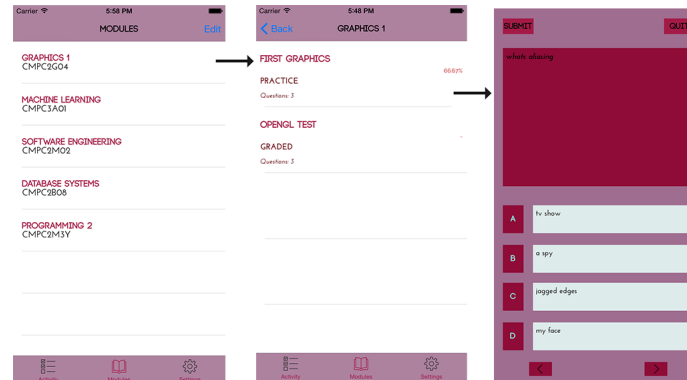 Carrier 5:58 PM
MODULES Edit
GRAPHICS 1
CMPC2G04
MACHINE LEARNING
CMPC3A01
SOFTWARE ENGINEERING
CMPC2M02
DATABASE SYSTEMS
CMPC2B08
PROGRAMMING 2
CMPC2M3Y
Activity Modules Settings
Carrier 5:48 PM
Back GRAPHICS 1
FIRST GRAPHICS
66.67%
PRACTICE
Questions: 3
OPENGL TEST
-
GRADED
Questions: 3
Activity Modules Settings
SUBMIT QUIT
whats aliasing
A tv show
B a spy
C jagged edges
D my face
< >